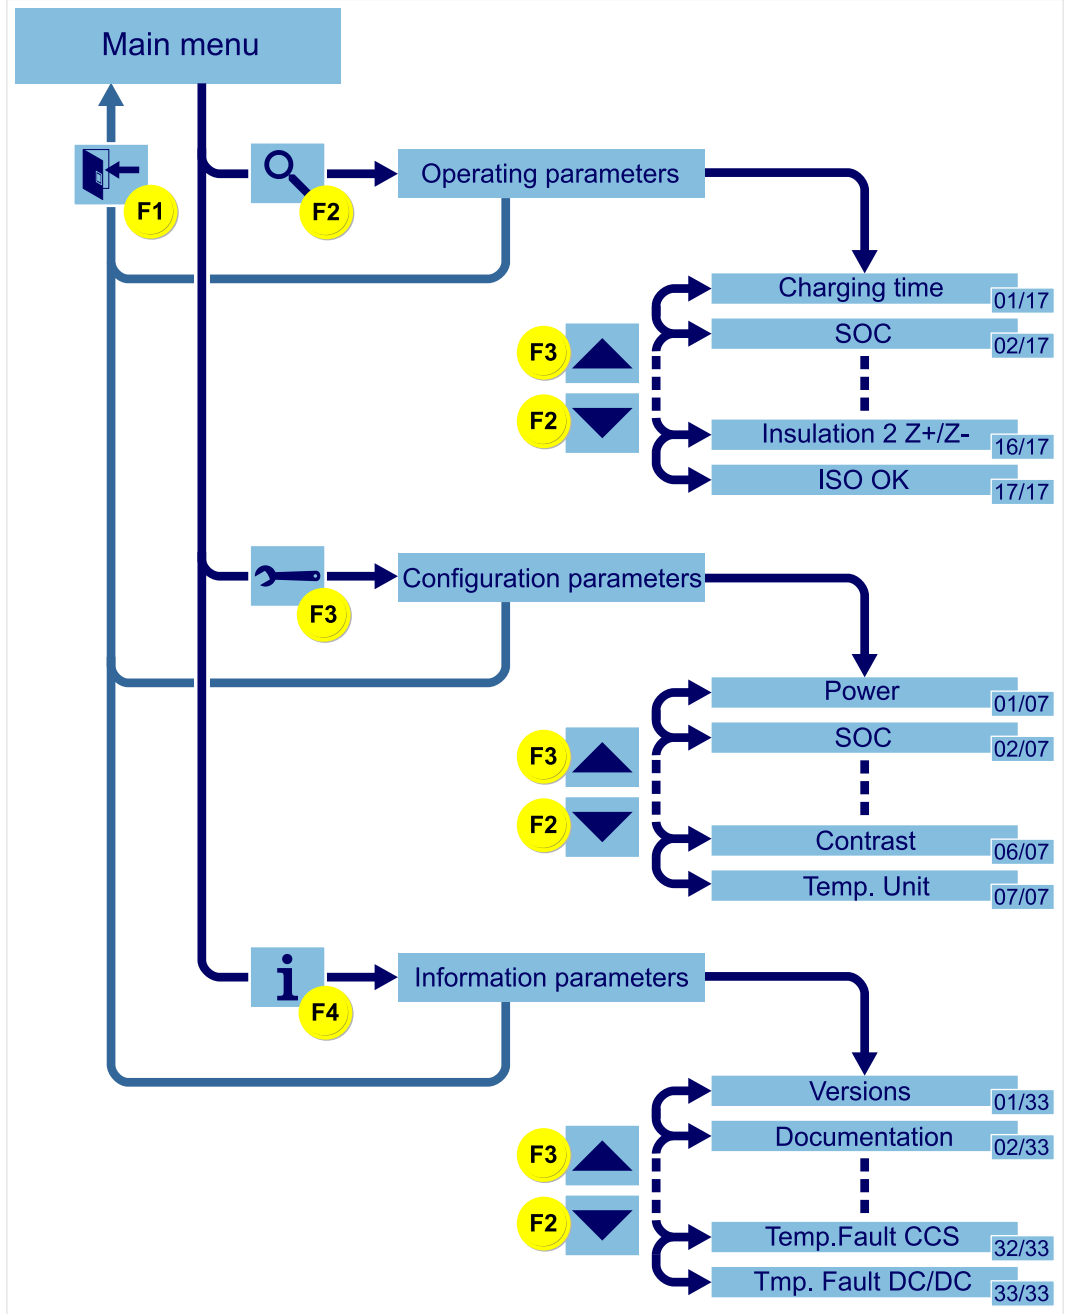 Main menu
F1
F2
Operating parameters
Charging time
01/17
SOC
02/17
F3
F2
Insulation 2 Z+/Z-
16/17
ISO OK
17/17
F3
Configuration parameters
Power
01/07
SOC
02/07
F3
F2
Contrast
06/07
Temp. Unit
07/07
i
F4
Information parameters
Versions
01/33
Documentation
02/33
F3
F2
Temp.Fault CCS
32/33
Tmp. Fault DC/DC
33/33